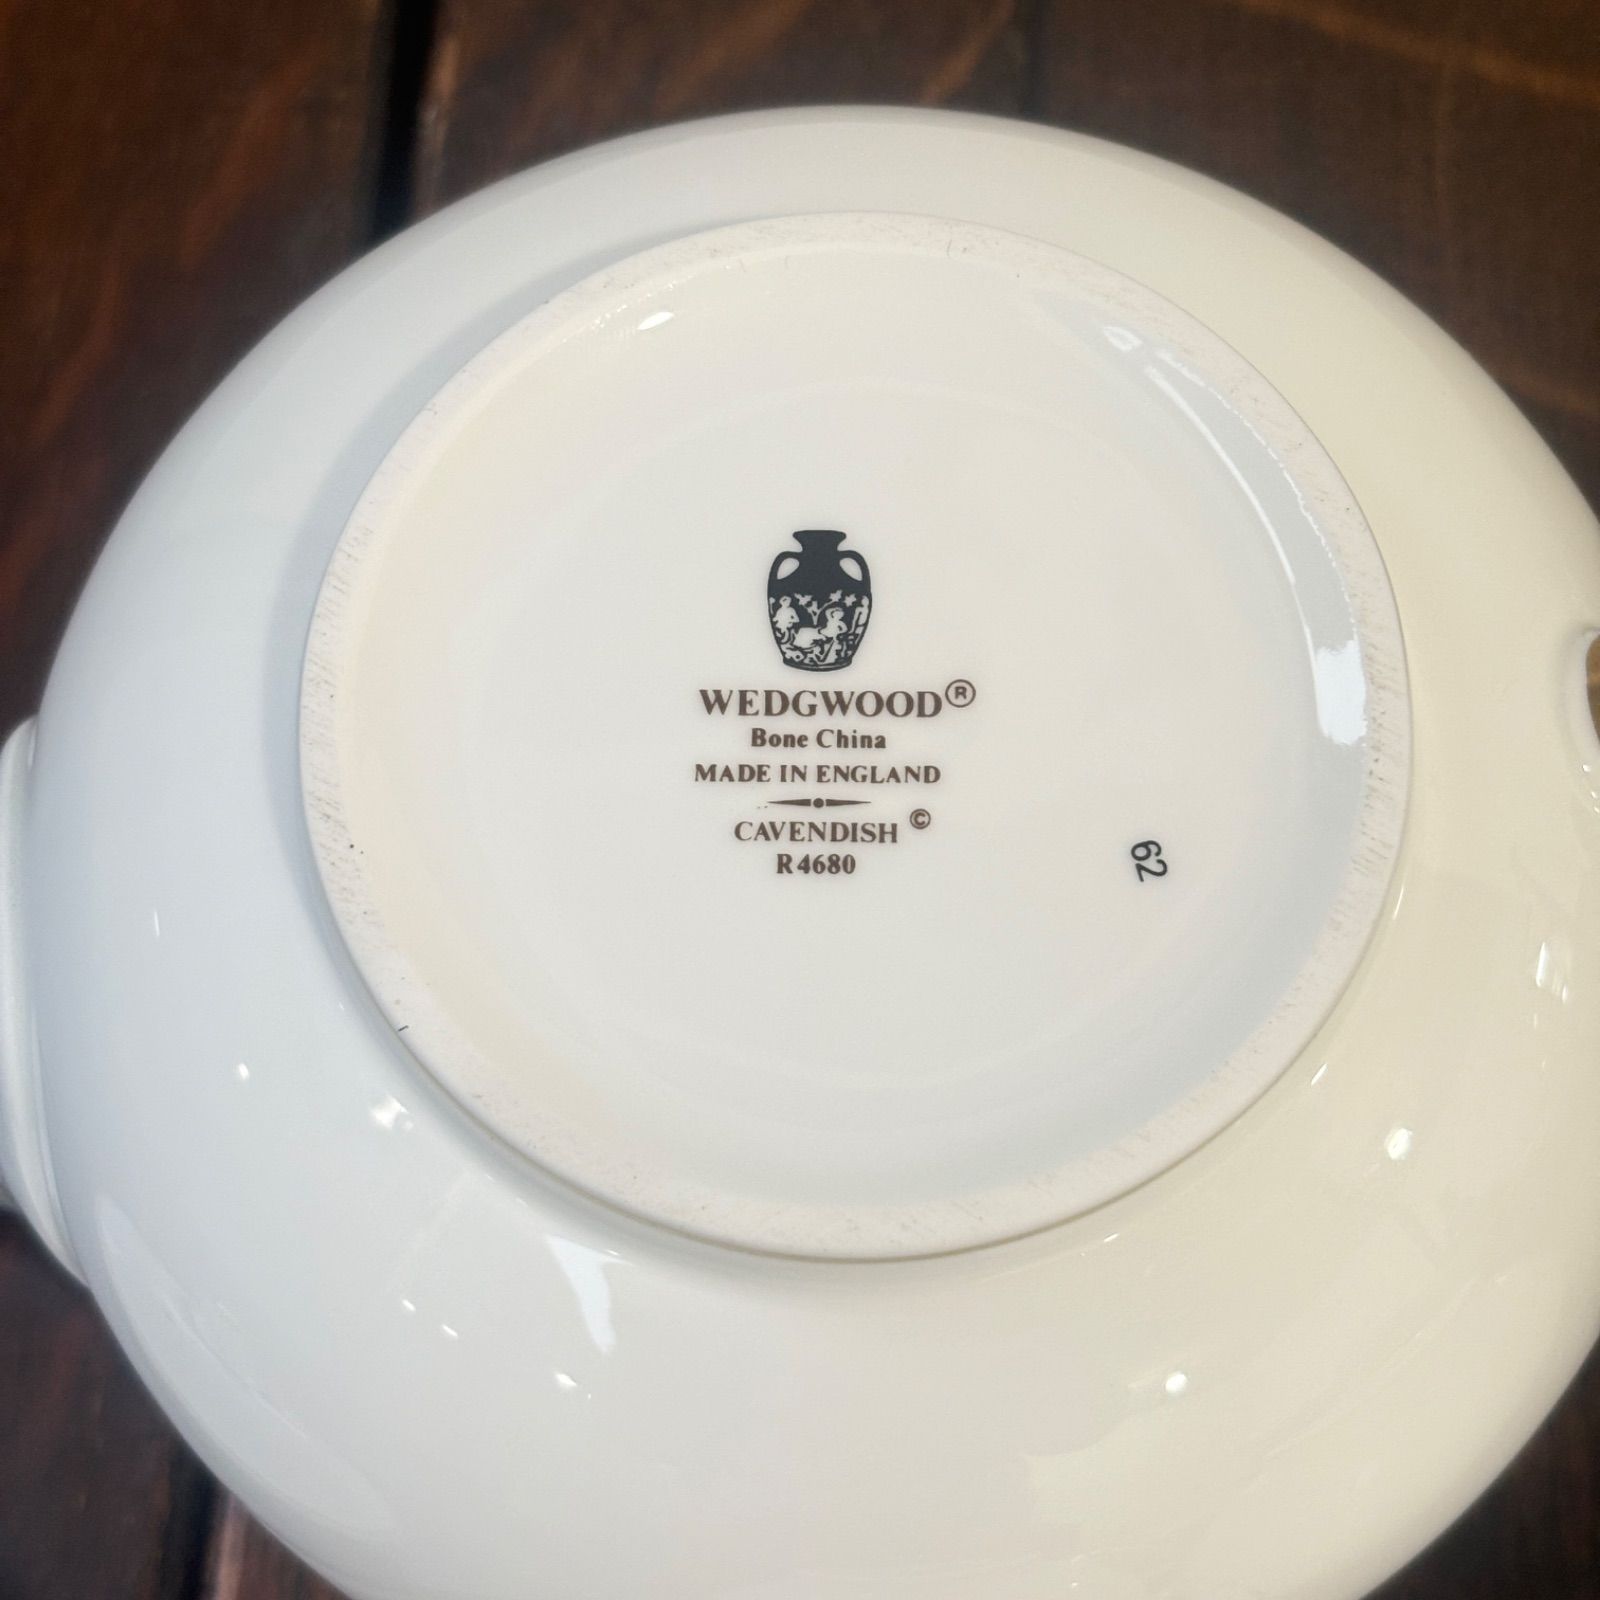 WEDGWOOD®
Bone China
MADE IN ENGLAND
CAVENDISH ©
R4680
62